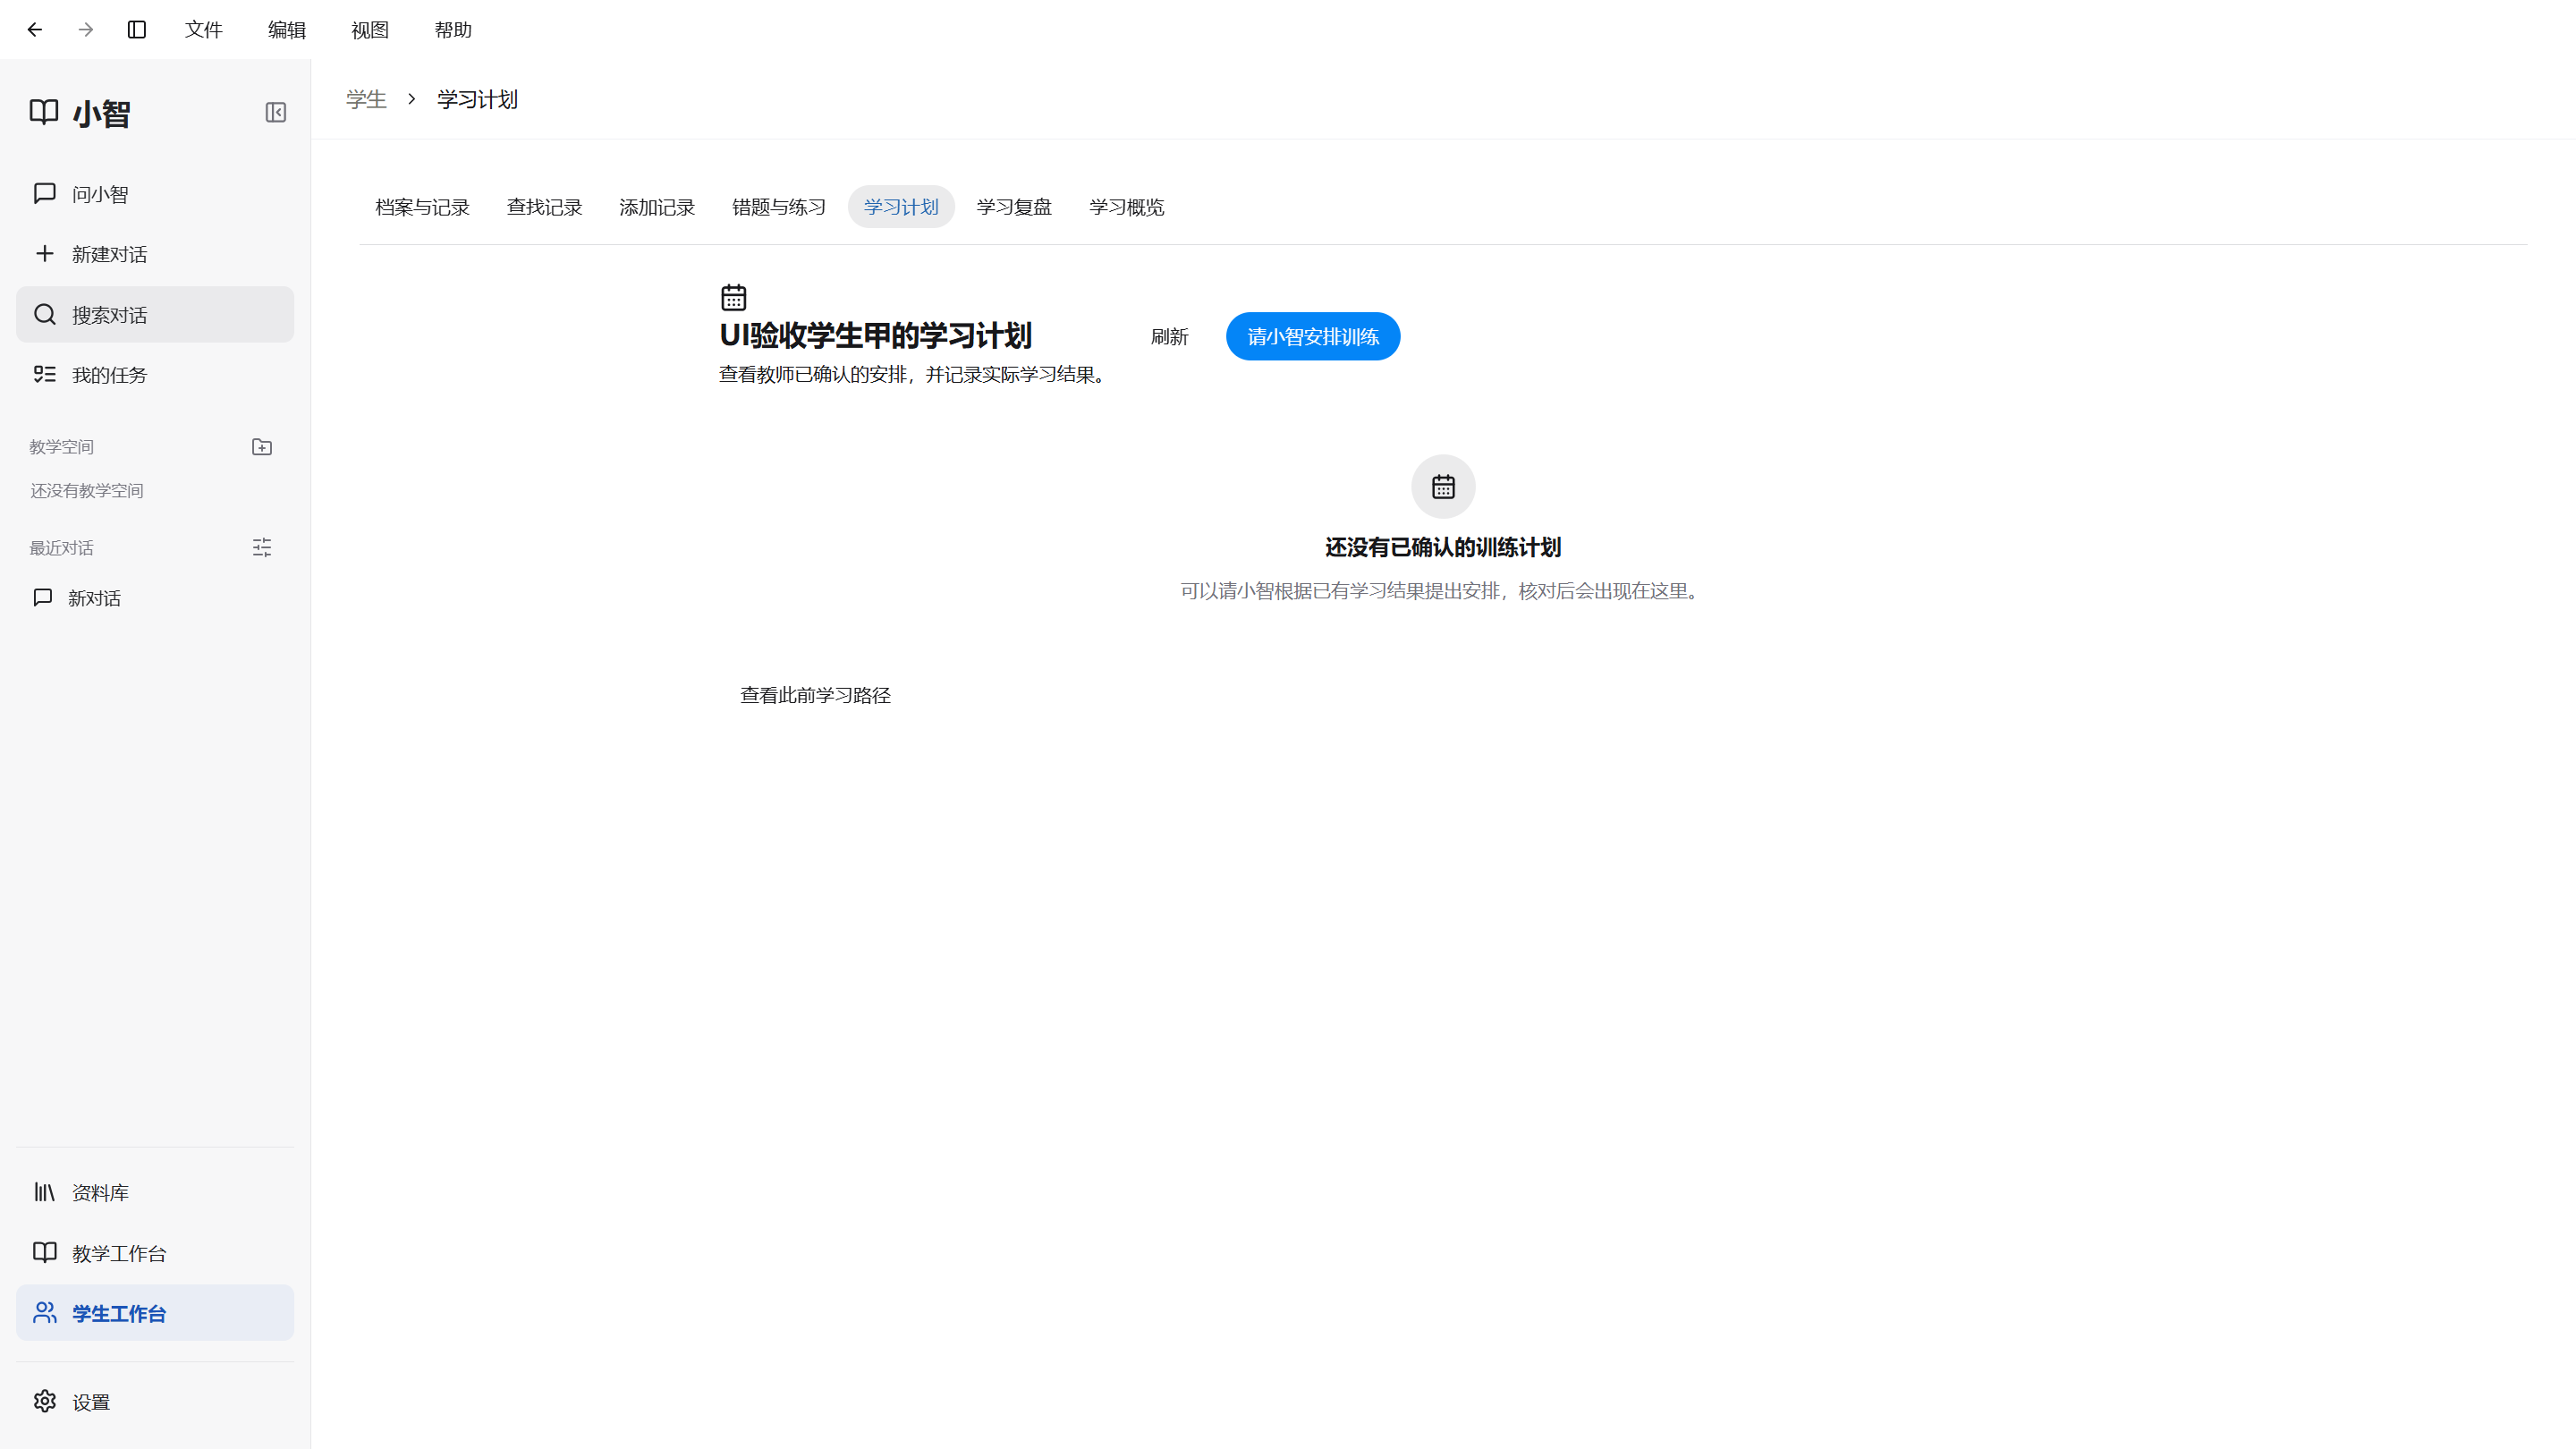 文件 编辑 视图 帮助
小智
问小智
新建对话
搜索对话
我的任务
教学空间
还没有教学空间
最近对话
新对话
资料库
教学工作台
学生工作台
设置
学生 > 学习计划
档案与记录 查找记录 添加记录 错题与练习 学习计划 学习复盘 学习概览
UI验收学生甲的学习计划
查看教师已确认的安排，并记录实际学习结果。
刷新 请小智安排训练
还没有已确认的训练计划
可以请小智根据已有学习结果提出安排，核对后会出现在这里。
查看此前学习路径